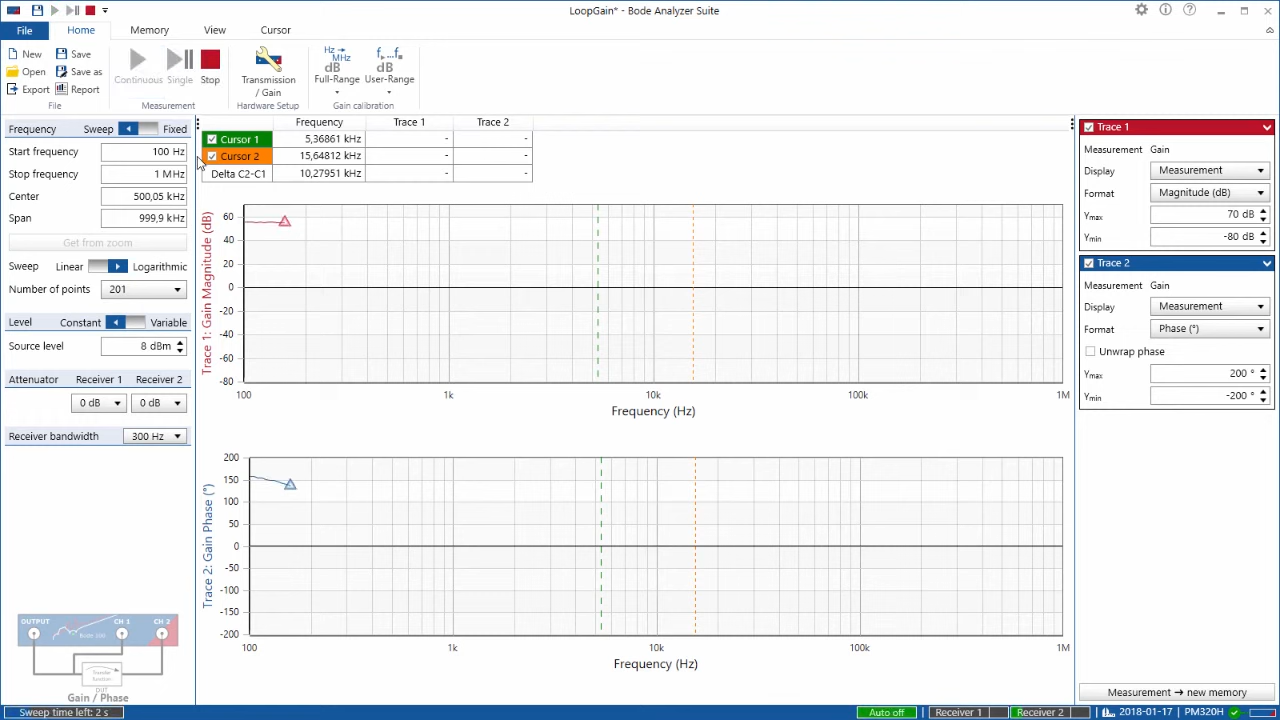 LoopGain* - Bode Analyzer Suite
File Home Memory View Cursor
New Save
Open Save as
Export Report
File
Continuous Single Stop
Measurement
Transmission / Gain
Hardware Setup
Hz MHz dB
Full-Range
f...f dB
User-Range
Gain calibration
Frequency Sweep Fixed
Start frequency 100 Hz
Stop frequency 1 MHz
Center 500,05 kHz
Span 999,9 kHz
Get from zoom
Sweep Linear Logarithmic
Number of points 201
Level Constant Variable
Source level 8 dBm
Attenuator Receiver 1 Receiver 2
0 dB 0 dB
Receiver bandwidth 300 Hz
OUTPUT CH 1 CH 2
Bode 100
Transfer function
DUT
Gain / Phase
Frequency Trace 1 Trace 2
Cursor 1 5,36861 kHz - -
Cursor 2 15,64812 kHz - -
Delta C2-C1 10,27951 kHz - -
Trace 1: Gain Magnitude (dB)
60
40
20
0
-20
-40
-60
-80
100 1k 10k 100k 1M
Frequency (Hz)
Trace 2: Gain Phase (°)
200
150
100
50
0
-50
-100
-150
-200
100 1k 10k 100k 1M
Frequency (Hz)
Trace 1
Measurement Gain
Display Measurement
Format Magnitude (dB)
Ymax 70 dB
Ymin -80 dB
Trace 2
Measurement Gain
Display Measurement
Format Phase (°)
Unwrap phase
Ymax 200 °
Ymin -200 °
Measurement → new memory
Sweep time left: 2 s
Auto off Receiver 1 Receiver 2 2018-01-17 PM320H